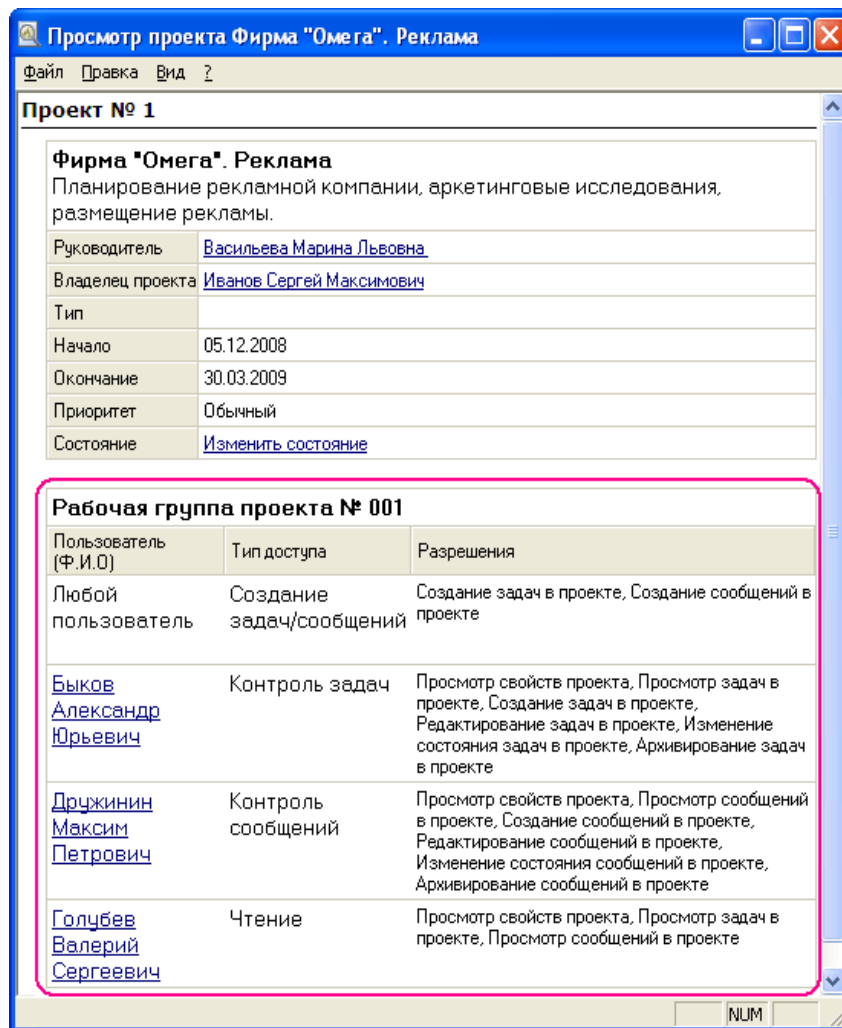 Просмотр проекта Фирма "Омега". Реклама
Файл Правка Вид ?
Проект № 1
Фирма "Омега". Реклама
Планирование рекламной компании, аркетинговые исследования,
размещение рекламы.
Руководитель Васильева Марина Львовна
Владелец проекта Иванов Сергей Максимович
Тип
Начало 05.12.2008
Окончание 30.03.2009
Приоритет Обычный
Состояние Изменить состояние
Рабочая группа проекта № 001
Пользователь
(Ф.И.О)
Тип доступа
Разрешения
Любой
пользователь
Создание
задач/сообщений
Создание задач в проекте, Создание сообщений в
проекте
Быков
Александр
Юрьевич
Контроль задач
Просмотр свойств проекта, Просмотр задач в
проекте, Создание задач в проекте,
Редактирование задач в проекте, Изменение
состояния задач в проекте, Архивирование задач
в проекте
Дружинин
Максим
Петрович
Контроль
сообщений
Просмотр свойств проекта, Просмотр сообщений
в проекте, Создание сообщений в проекте,
Редактирование сообщений в проекте,
Изменение состояния сообщений в проекте,
Архивирование сообщений в проекте
Голубев
Валерий
Сергеевич
Чтение
Просмотр свойств проекта, Просмотр задач в
проекте, Просмотр сообщений в проекте
NUM